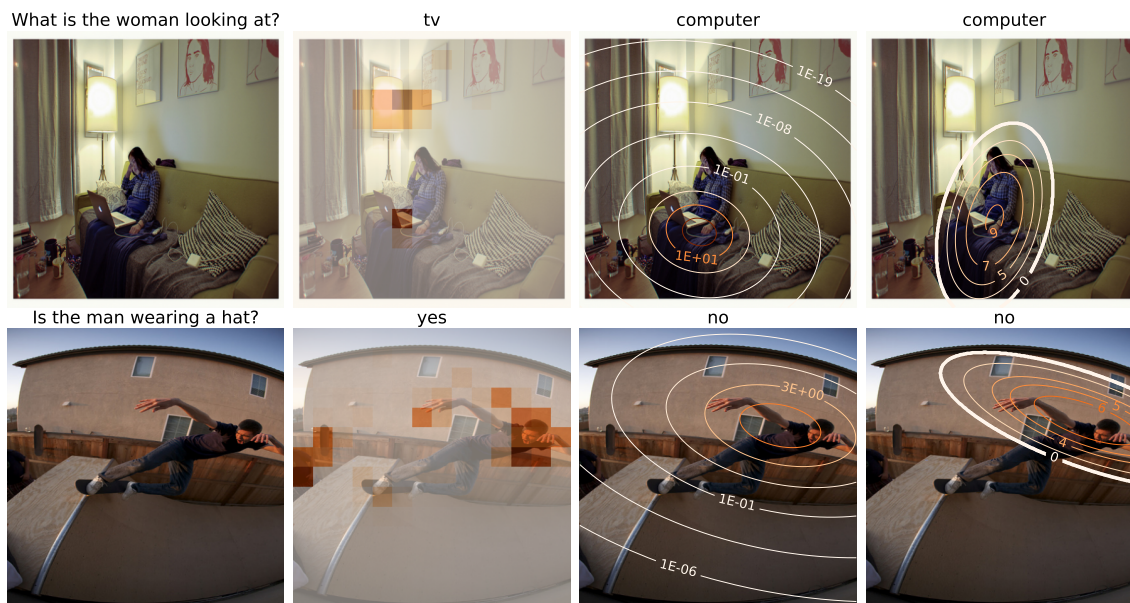 What is the woman looking at? tv computer computer
1E-19
1E-08
1E-01
1E+01
9
7
5
0
Is the man wearing a hat? yes no no
3E+00
1E-01
1E-06
5
6
4
0